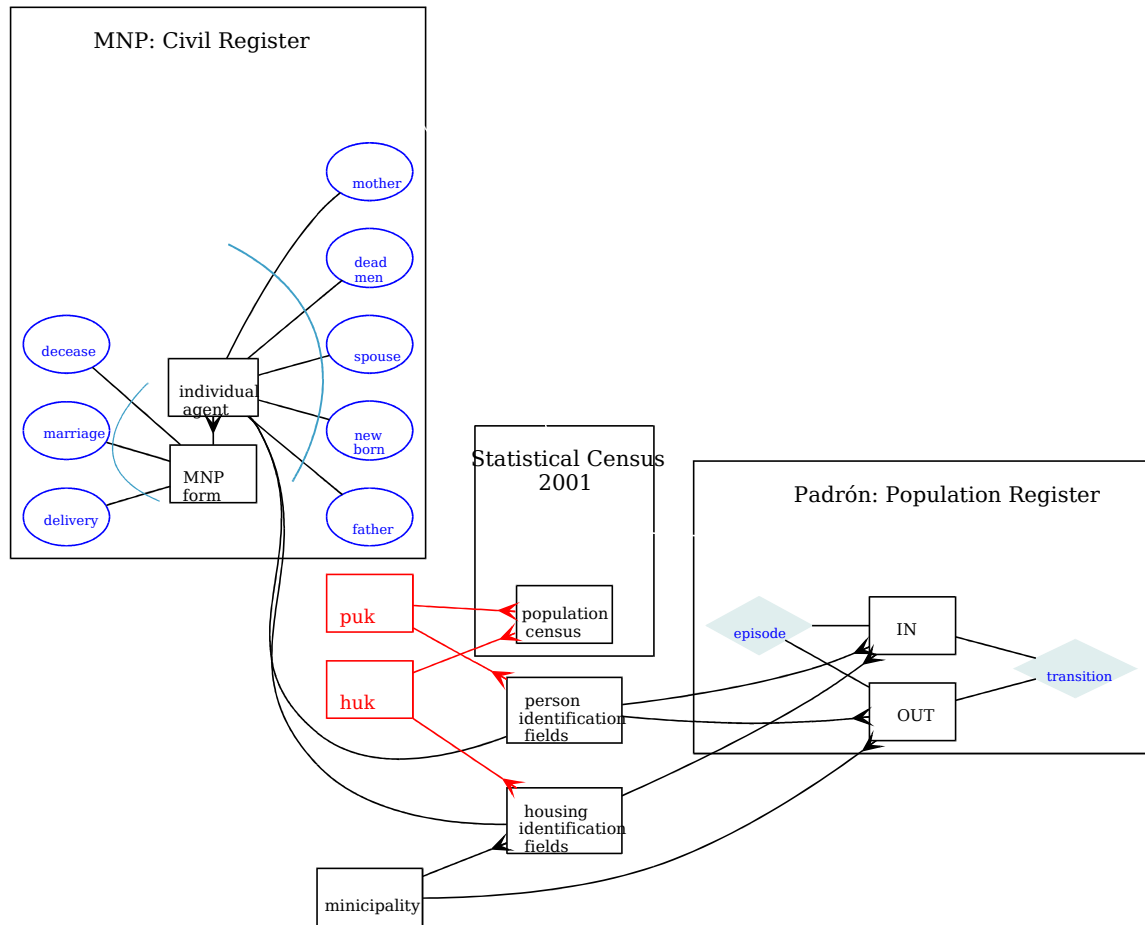 MNP: Civil Register
mother
dead
men
decease
spouse
individual
agent
marriage
new
born
MNP
form
delivery
father
Statistical Census
2001
Padrón: Population Register
puk
population
census
episode
IN
transition
huk
person
identification
fields
OUT
housing
identification
fields
minicipality